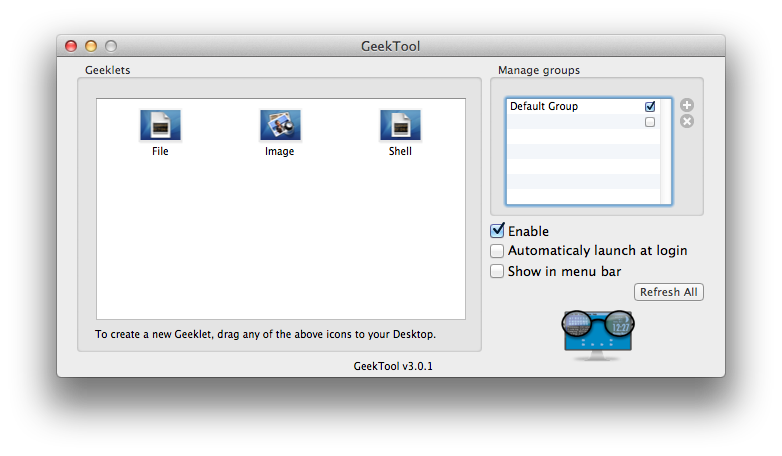 GeekTool
Geeklets
File
Image
Shell
To create a new Geeklet, drag any of the above icons to your Desktop.
Manage groups
Default Group
Enable
Automaticaly launch at login
Show in menu bar
Refresh All
12:27
GeekTool v3.0.1